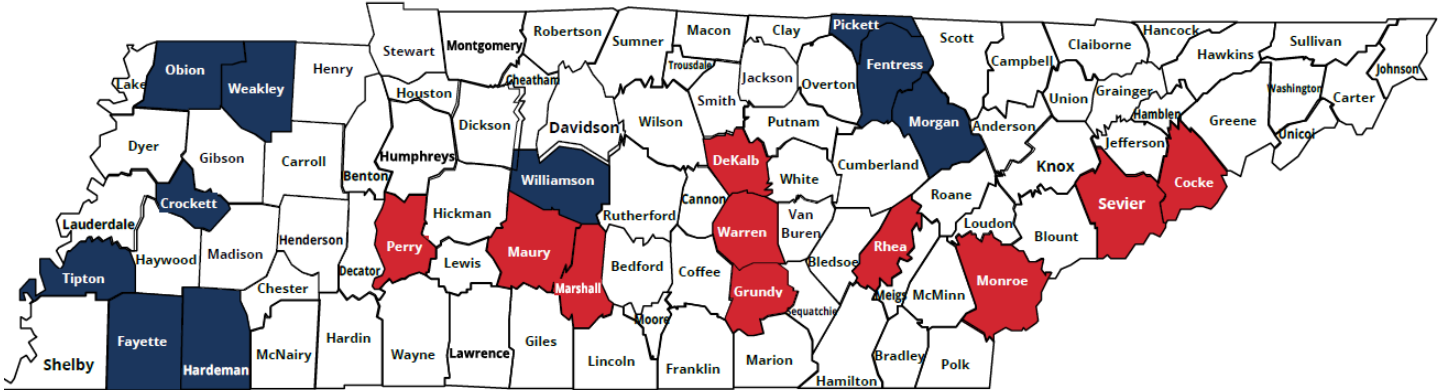 Stewart
Montgomery
Robertson
Sumner
Macon
Clay
Pickett
Scott
Claiborne
Hancock
Sullivan
Hawkins
Johnson
Lake
Obion
Weakley
Henry
Houston
Cheatham
Trousdale
Jackson
Overton
Fentress
Campbell
Union
Grainger
Hamblen
Washington
Carter
Dyer
Gibson
Carroll
Benton
Humphreys
Dickson
Davidson
Wilson
Smith
Putnam
Morgan
Anderson
Jefferson
Greene
Unicoi
Crockett
Williamson
DeKalb
White
Cumberland
Roane
Knox
Cocke
Lauderdale
Haywood
Madison
Henderson
Decator
Perry
Hickman
Lewis
Maury
Marshall
Rutherford
Cannon
Warren
Van
Buren
Bledsoe
Rhea
Loudon
Blount
Sevier
Tipton
Chester
Bedford
Coffee
Grundy
Sequatchie
Meigs
McMinn
Monroe
Shelby
Fayette
Hardeman
McNairy
Hardin
Wayne
Lawrence
Giles
Lincoln
Moore
Franklin
Marion
Hamilton
Bradley
Polk